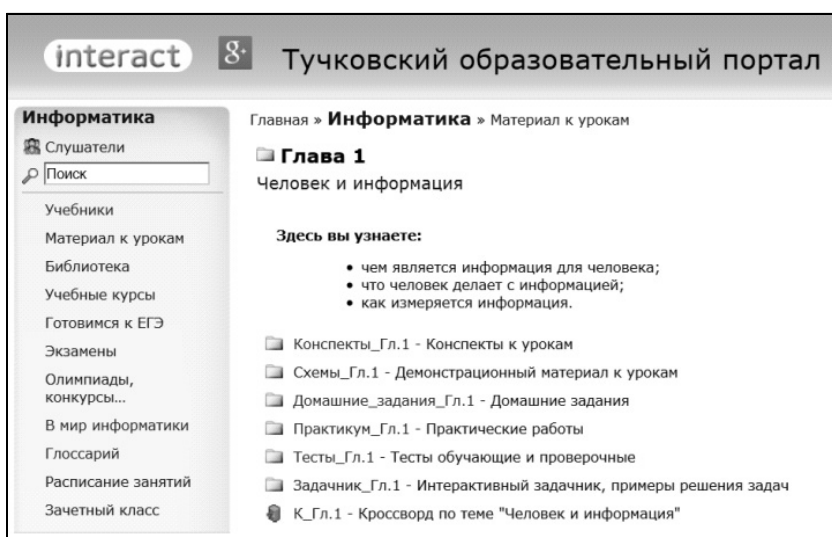 interact 8+ Тучковский образовательный портал
Информатика
Слушатели
Поиск
Учебники
Материал к урокам
Библиотека
Учебные курсы
Готовимся к ЕГЭ
Экзамены
Олимпиады,
конкурсы...
В мир информатики
Глоссарий
Расписание занятий
Зачетный класс
Главная » Информатика » Материал к урокам
Глава 1
Человек и информация
Здесь вы узнаете:
• чем является информация для человека;
• что человек делает с информацией;
• как измеряется информация.
Конспекты_Гл.1 - Конспекты к урокам
Схемы_Гл.1 - Демонстрационный материал к урокам
Домашние_задания_Гл.1 - Домашние задания
Практикум_Гл.1 - Практические работы
Тесты_Гл.1 - Тесты обучающие и проверочные
Задачник_Гл.1 - Интерактивный задачник, примеры решения задач
К_Гл.1 - Кроссворд по теме "Человек и информация"